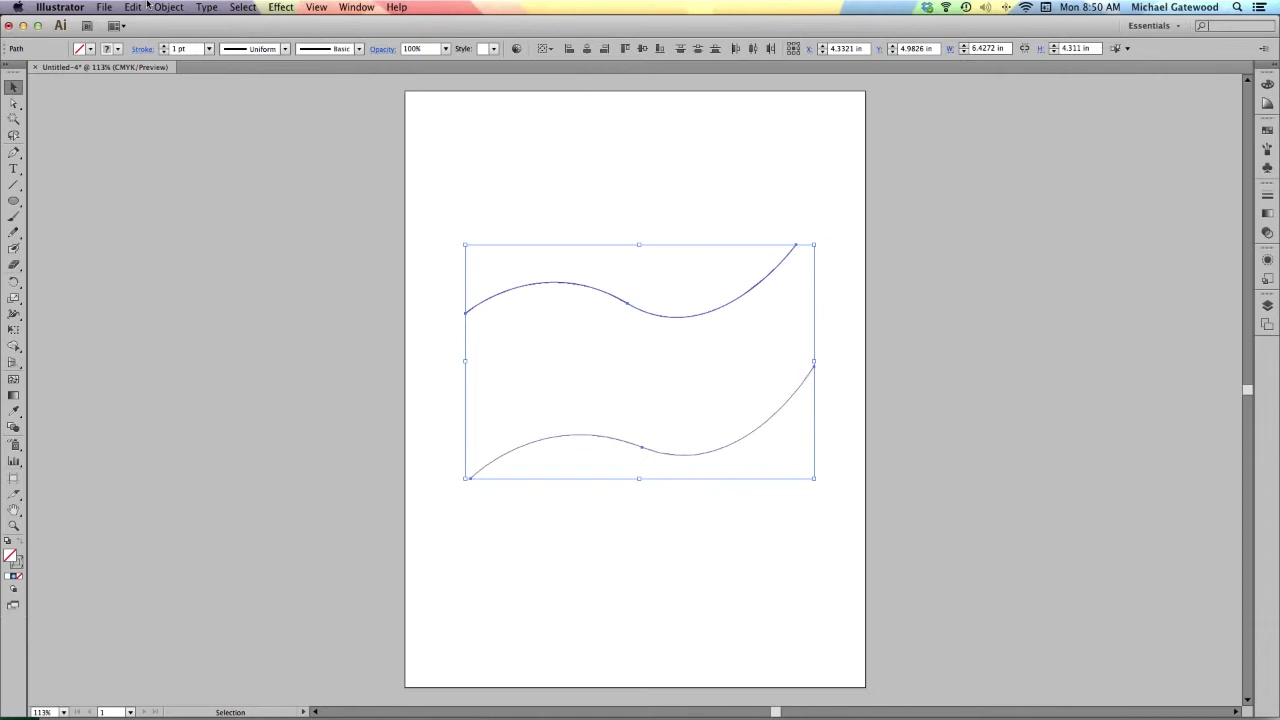 Illustrator File Edit Object Type Select Effect View Window Help Mon 8:50 AM Michael Gatewood
Ai Essentials
Path Stroke: 1 pt Uniform Basic Opacity: 100% Style: X: 4.3321 in Y: 4.9826 in W: 6.4272 in H: 4.311 in
× Untitled-4* @ 113% (CMYK/Preview)
T
113% 1 Selection